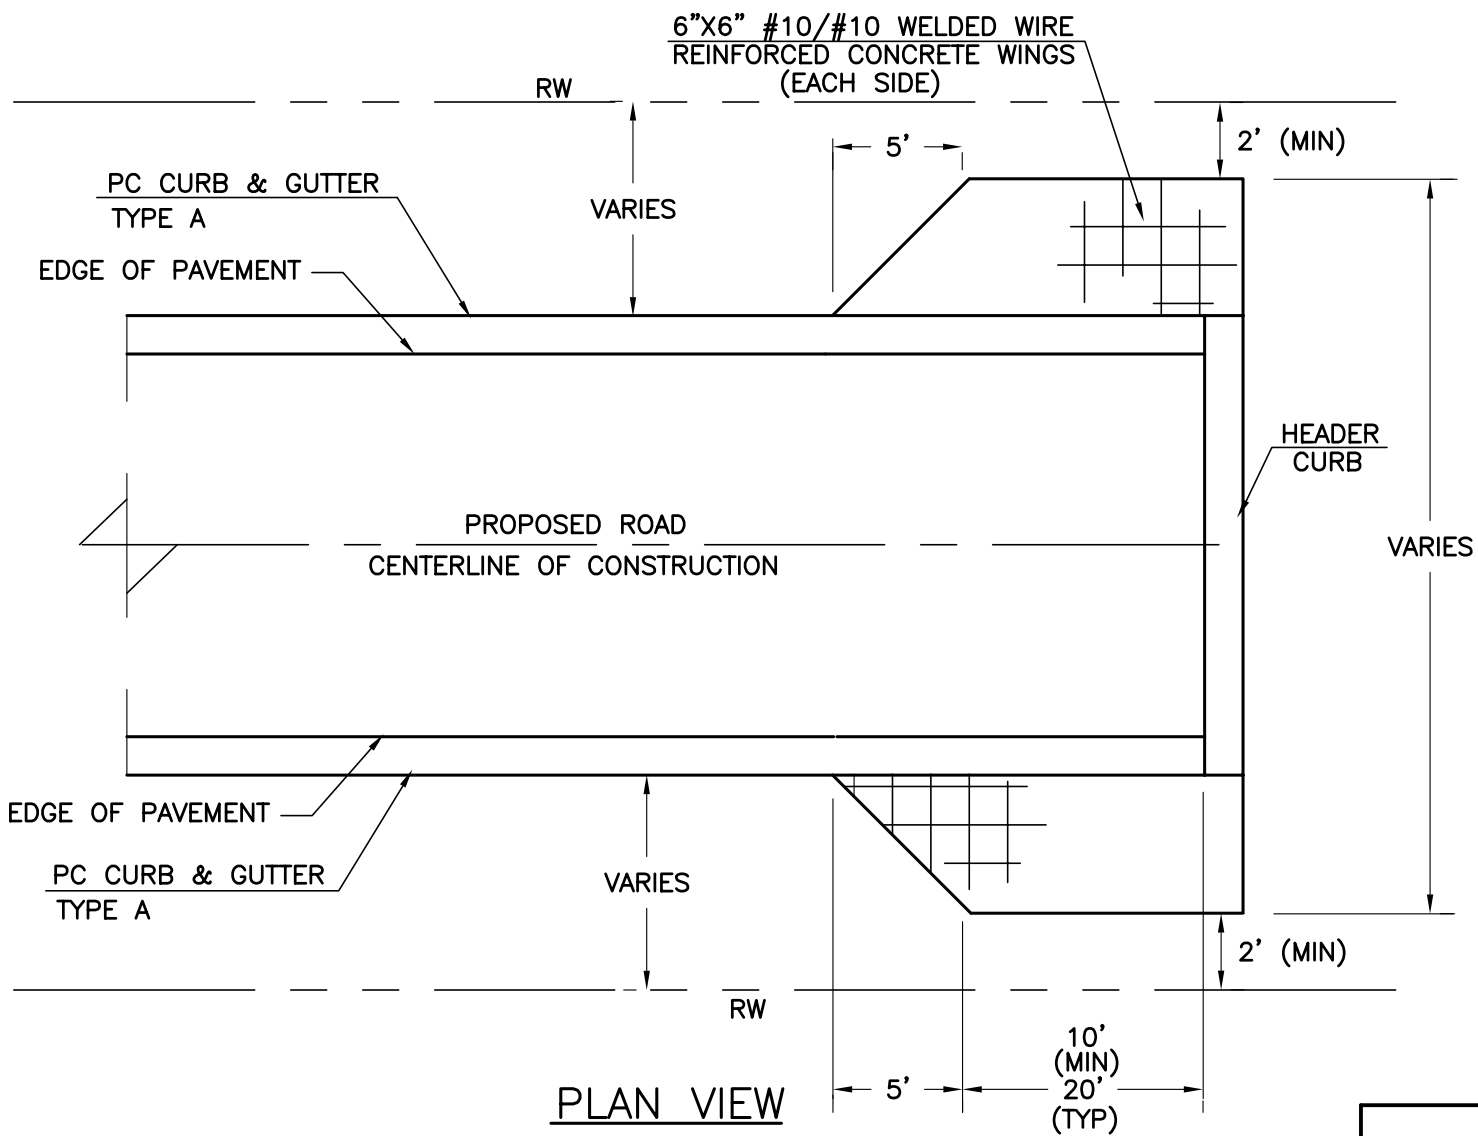 6”X6” #10/#10 WELDED WIRE
REINFORCED CONCRETE WINGS
(EACH SIDE)
RW
5’
2’ (MIN)
PC CURB & GUTTER
TYPE A
VARIES
EDGE OF PAVEMENT
HEADER
CURB
PROPOSED ROAD
CENTERLINE OF CONSTRUCTION
VARIES
EDGE OF PAVEMENT
PC CURB & GUTTER
TYPE A
VARIES
2’ (MIN)
RW
10’
(MIN)
5’
20’
(TYP)
PLAN VIEW